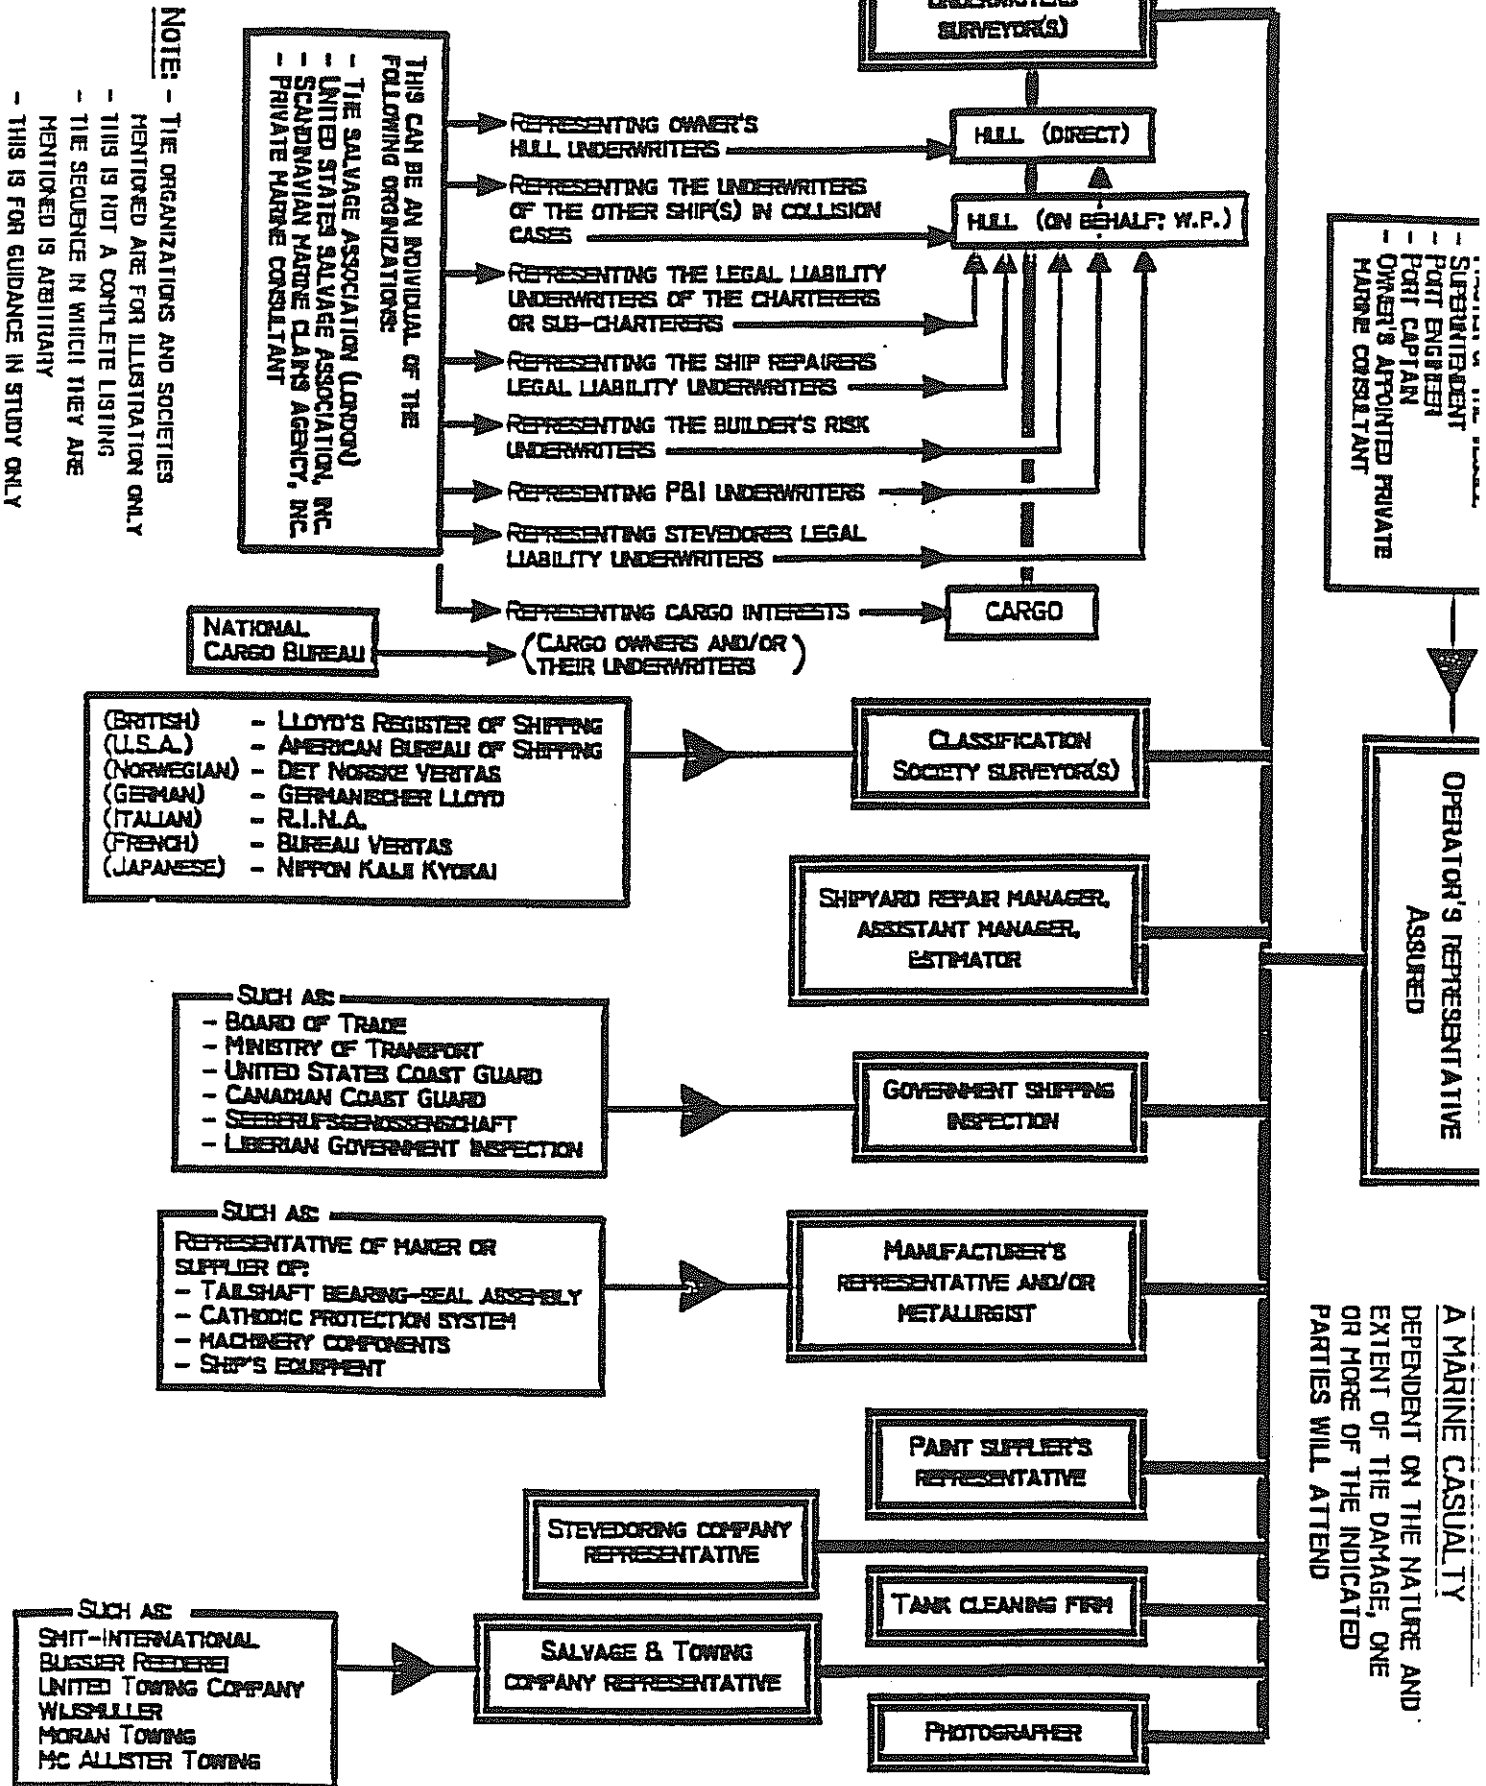 A MARINE CASUALTY
DEPENDENT ON THE NATURE AND
EXTENT OF THE DAMAGE, ONE
OR MORE OF THE INDICATED
PARTIES WILL ATTEND
- SUPERINTENDENT
- PORT ENGINEER
- PORT CAPTAIN
- OWNER'S APPOINTED PRIVATE
MARINE CONSULTANT
OPERATOR'S REPRESENTATIVE
ASSURED
UNDERWRITERS
SURVEYOR(S)
HULL (DIRECT)
HULL (ON BEHALF: W.P.)
CARGO
THIS CAN BE AN INDIVIDUAL OF THE
FOLLOWING ORGANIZATIONS:
- THE SALVAGE ASSOCIATION (LONDON)
- UNITED STATES SALVAGE ASSOCIATION, INC.
- SCANDINAVIAN MARINE CLAIMS AGENCY, INC.
- PRIVATE MARINE CONSULTANT
REPRESENTING OWNER'S
HULL UNDERWRITERS
REPRESENTING THE UNDERWRITERS
OF THE OTHER SHIP(S) IN COLLISION
CASES
REPRESENTING THE LEGAL LIABILITY
UNDERWRITERS OF THE CHARTERERS
OR SUB-CHARTERERS
REPRESENTING THE SHIP REPAIRERS
LEGAL LIABILITY UNDERWRITERS
REPRESENTING THE BUILDER'S RISK
UNDERWRITERS
REPRESENTING P&I UNDERWRITERS
REPRESENTING STEVEDORES LEGAL
LIABILITY UNDERWRITERS
REPRESENTING CARGO INTERESTS
(CARGO OWNERS AND/OR
THEIR UNDERWRITERS)
NATIONAL
CARGO BUREAU
(BRITISH) - LLOYD'S REGISTER OF SHIPPING
(U.S.A.) - AMERICAN BUREAU OF SHIPPING
(NORWEGIAN) - DET NORSKE VERITAS
(GERMAN) - GERMANISCHER LLOYD
(ITALIAN) - R.I.N.A.
(FRENCH) - BUREAU VERITAS
(JAPANESE) - NIPPON KAIJI KYOKAI
CLASSIFICATION
SOCIETY SURVEYOR(S)
SHIPYARD REPAIR MANAGER,
ASSISTANT MANAGER,
ESTIMATOR
SUCH AS:
- BOARD OF TRADE
- MINISTRY OF TRANSPORT
- UNITED STATES COAST GUARD
- CANADIAN COAST GUARD
- SEEBERUFSGENOSSENSCHAFT
- LIBERIAN GOVERNMENT INSPECTION
GOVERNMENT SHIPPING
INSPECTION
SUCH AS:
REPRESENTATIVE OF MAKER OR
SUPPLIER OF:
- TAILSHAFT BEARING-SEAL ASSEMBLY
- CATHODIC PROTECTION SYSTEM
- MACHINERY COMPONENTS
- SHIP'S EQUIPMENT
MANUFACTURER'S
REPRESENTATIVE AND/OR
METALLURGIST
PAINT SUPPLIER'S
REPRESENTATIVE
STEVEDORING COMPANY
REPRESENTATIVE
TANK CLEANING FIRM
SUCH AS:
SMIT-INTERNATIONAL
BUGSIER REEDEREI
UNITED TOWING COMPANY
WIJSMULLER
MORAN TOWING
MC ALLISTER TOWING
SALVAGE & TOWING
COMPANY REPRESENTATIVE
PHOTOGRAPHER
NOTE: - THE ORGANIZATIONS AND SOCIETIES
MENTIONED ARE FOR ILLUSTRATION ONLY
- THIS IS NOT A COMPLETE LISTING
- THE SEQUENCE IN WHICH THEY ARE
MENTIONED IS ARBITRARY
- THIS IS FOR GUIDANCE IN STUDY ONLY